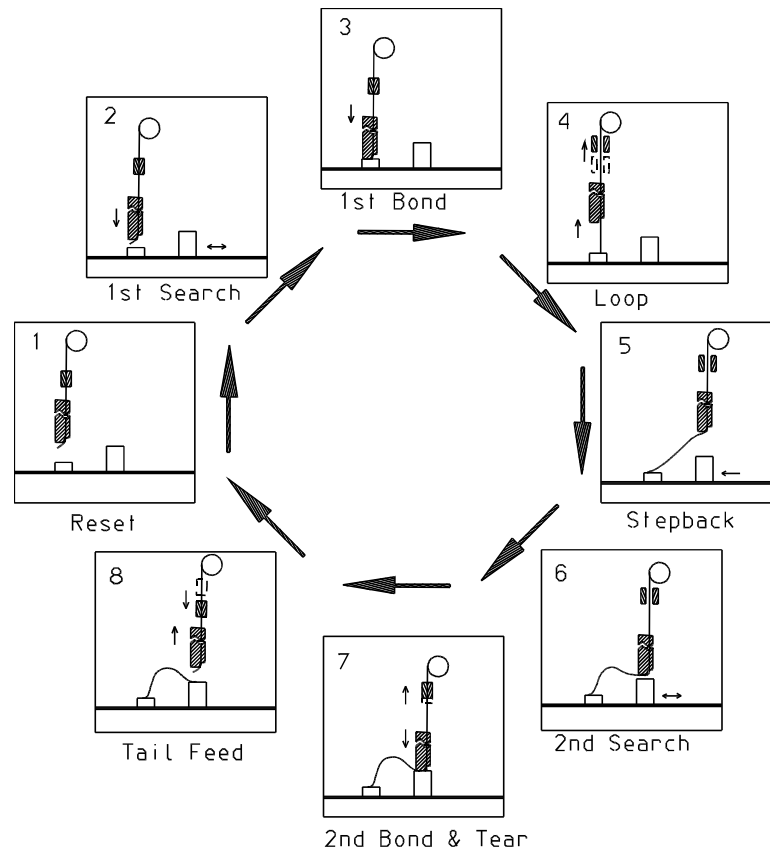 1
Reset
2
1st Search
3
1st Bond
4
Loop
5
Stepback
6
2nd Search
7
2nd Bond & Tear
8
Tail Feed